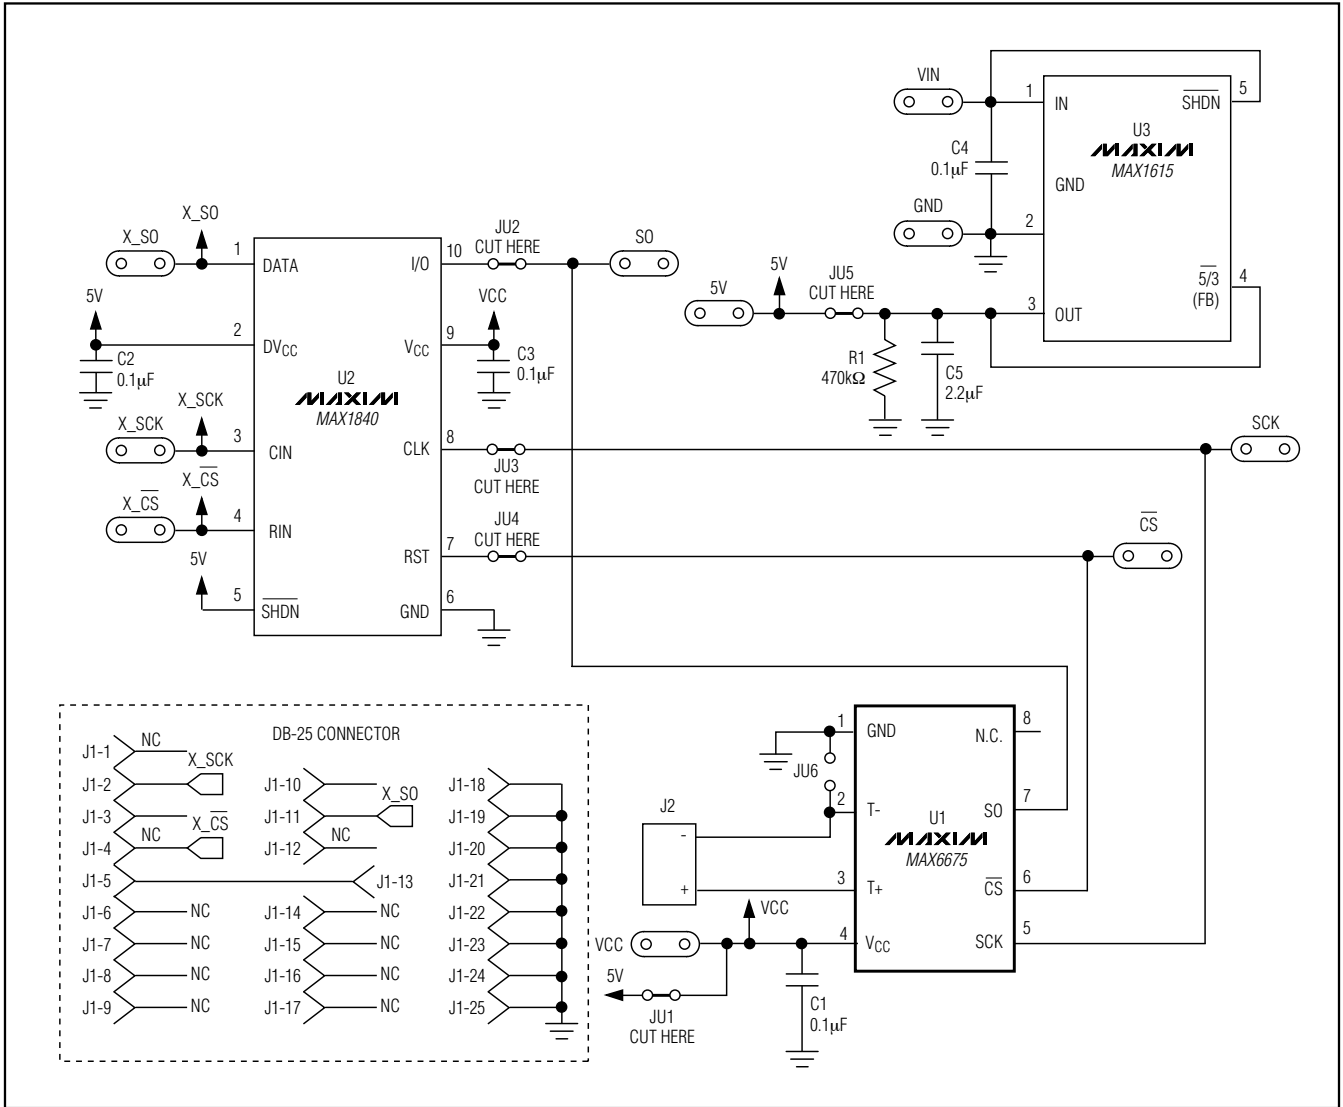 VIN
1
IN
SHDN
5
U3
MAXIM
MAX1615
C4
0.1µF
GND
GND
2
5/3
(FB)
4
3
OUT
5V
5V
JU5
CUT HERE
R1
470kΩ
C5
2.2µF
X_SO
X_SO
1
DATA
I/O
10
JU2
CUT HERE
SO
5V
2
DVCC
C2
0.1µF
VCC
9
VCC
C3
0.1µF
U2
MAXIM
MAX1840
X_SCK
X_SCK
3
CIN
CLK
8
JU3
CUT HERE
SCK
X_CS
X_CS
4
RIN
RST
7
JU4
CUT HERE
CS
5V
5
SHDN
GND
6
DB-25 CONNECTOR
J1-1
NC
J1-2
X_SCK
J1-3
J1-4
NC
X_CS
J1-5
J1-13
J1-6
NC
J1-7
NC
J1-8
NC
J1-9
NC
J1-10
J1-11
X_SO
J1-12
NC
J1-14
NC
J1-15
NC
J1-16
NC
J1-17
NC
J1-18
J1-19
J1-20
J1-21
J1-22
J1-23
J1-24
J1-25
1
GND
N.C.
8
JU6
2
T-
SO
7
J2
-
+
U1
MAXIM
MAX6675
3
T+
CS
6
VCC
VCC
4
VCC
SCK
5
5V
JU1
CUT HERE
C1
0.1µF